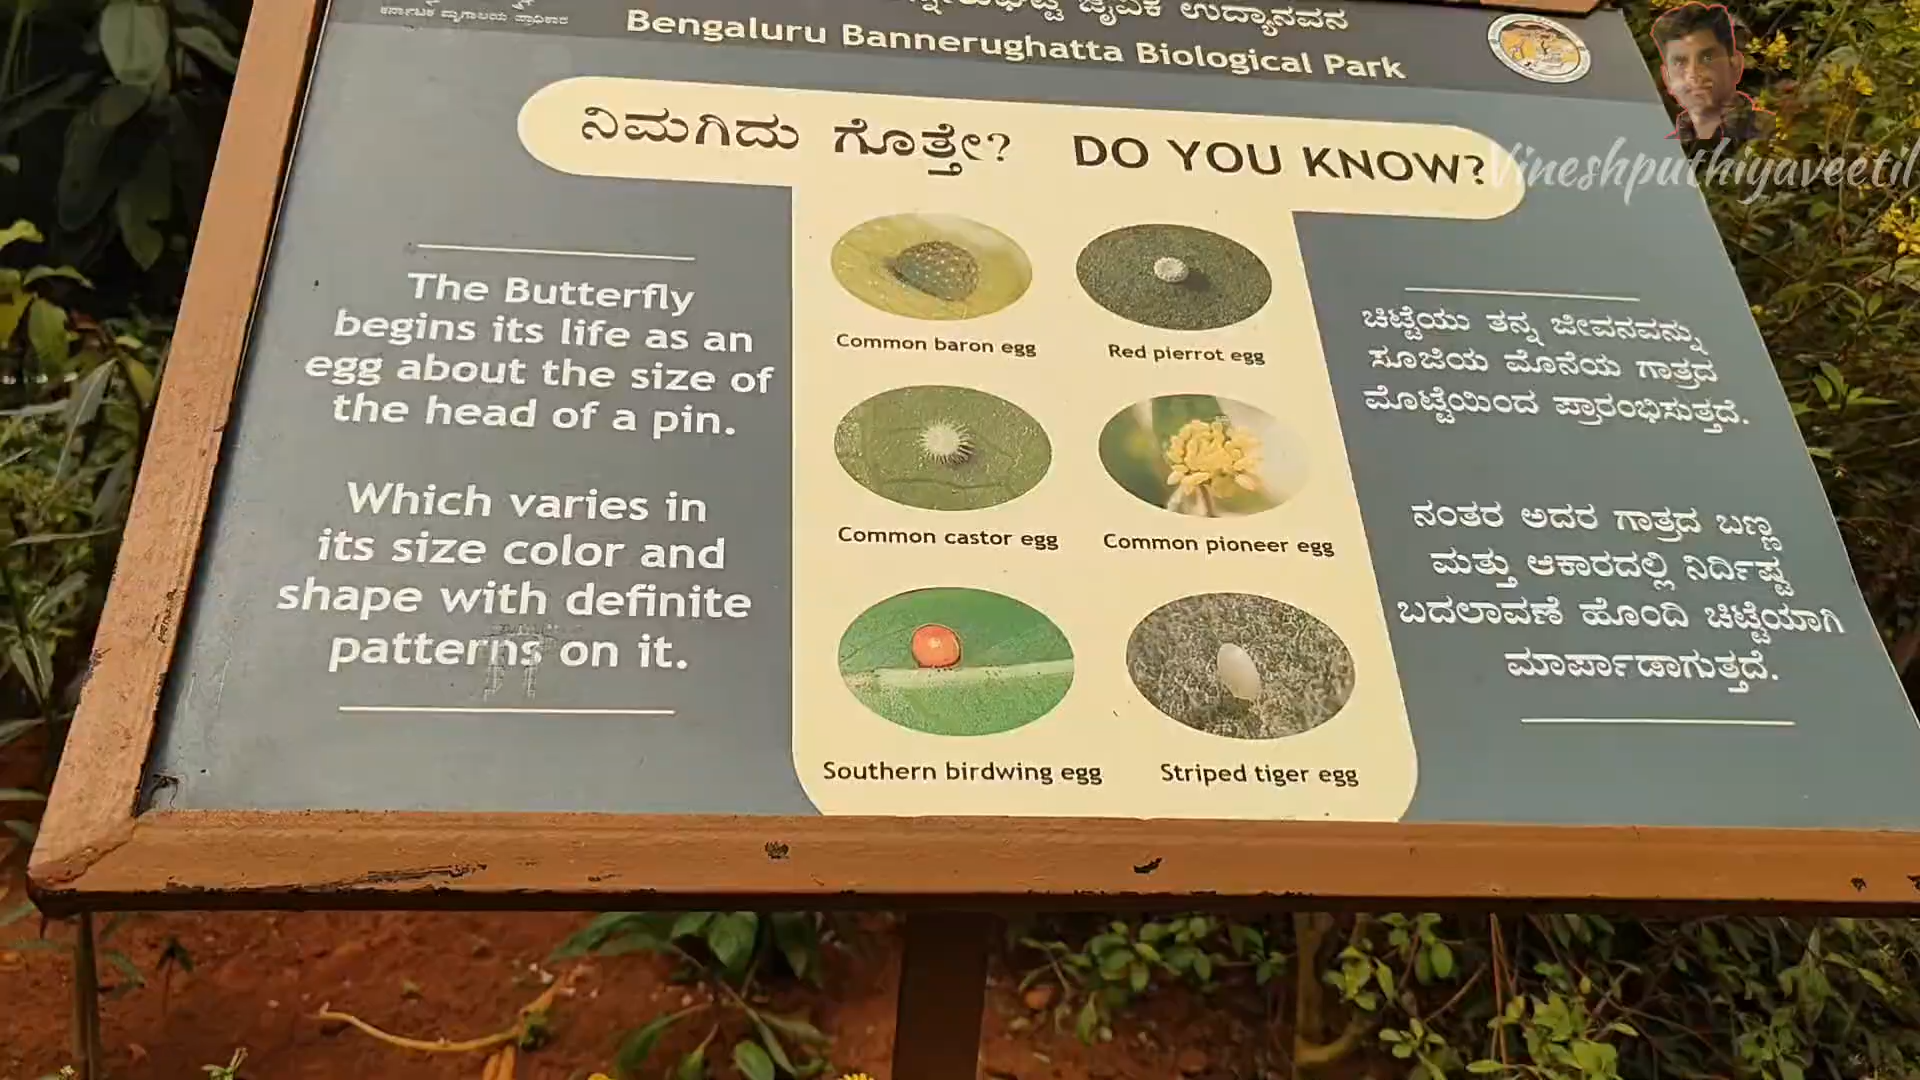 ಕರ್ನಾಟಕ ಮೃಗಾಲಯ ಪ್ರಾಧಿಕಾರ
ಜೈವಿಕ ಉದ್ಯಾನವನ
Bengaluru Bannerughatta Biological Park
ನಿಮಗಿದು ಗೊತ್ತೇ? DO YOU KNOW?
Vineshputhiyaveetil
The Butterfly
begins its life as an
egg about the size of
the head of a pin.
Which varies in
its size color and
shape with definite
patterns on it.
Common baron egg
Red pierrot egg
Common castor egg
Common pioneer egg
Southern birdwing egg
Striped tiger egg
ಚಿಟ್ಟೆಯು ತನ್ನ ಜೀವನವನ್ನು
ಸೂಜಿಯ ಮೊನೆಯ ಗಾತ್ರದ
ಮೊಟ್ಟೆಯಿಂದ ಪ್ರಾರಂಭಿಸುತ್ತದೆ.
ನಂತರ ಅದರ ಗಾತ್ರದ ಬಣ್ಣ
ಮತ್ತು ಆಕಾರದಲ್ಲಿ ನಿರ್ದಿಷ್ಟ
ಬದಲಾವಣೆ ಹೊಂದಿ ಚಿಟ್ಟೆಯಾಗಿ
ಮಾರ್ಪಾಡಾಗುತ್ತದೆ.